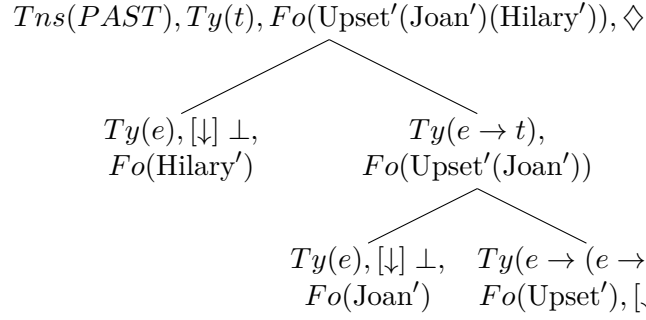 Tns(PAST), Ty(t), Fo(Upset′(Joan′)(Hilary′)), ♢
Ty(e), [↓] ⊥, Ty(e → t),
Fo(Hilary′) Fo(Upset′(Joan′))
Ty(e), [↓] ⊥, Ty(e → (e →
Fo(Joan′) Fo(Upset′), [